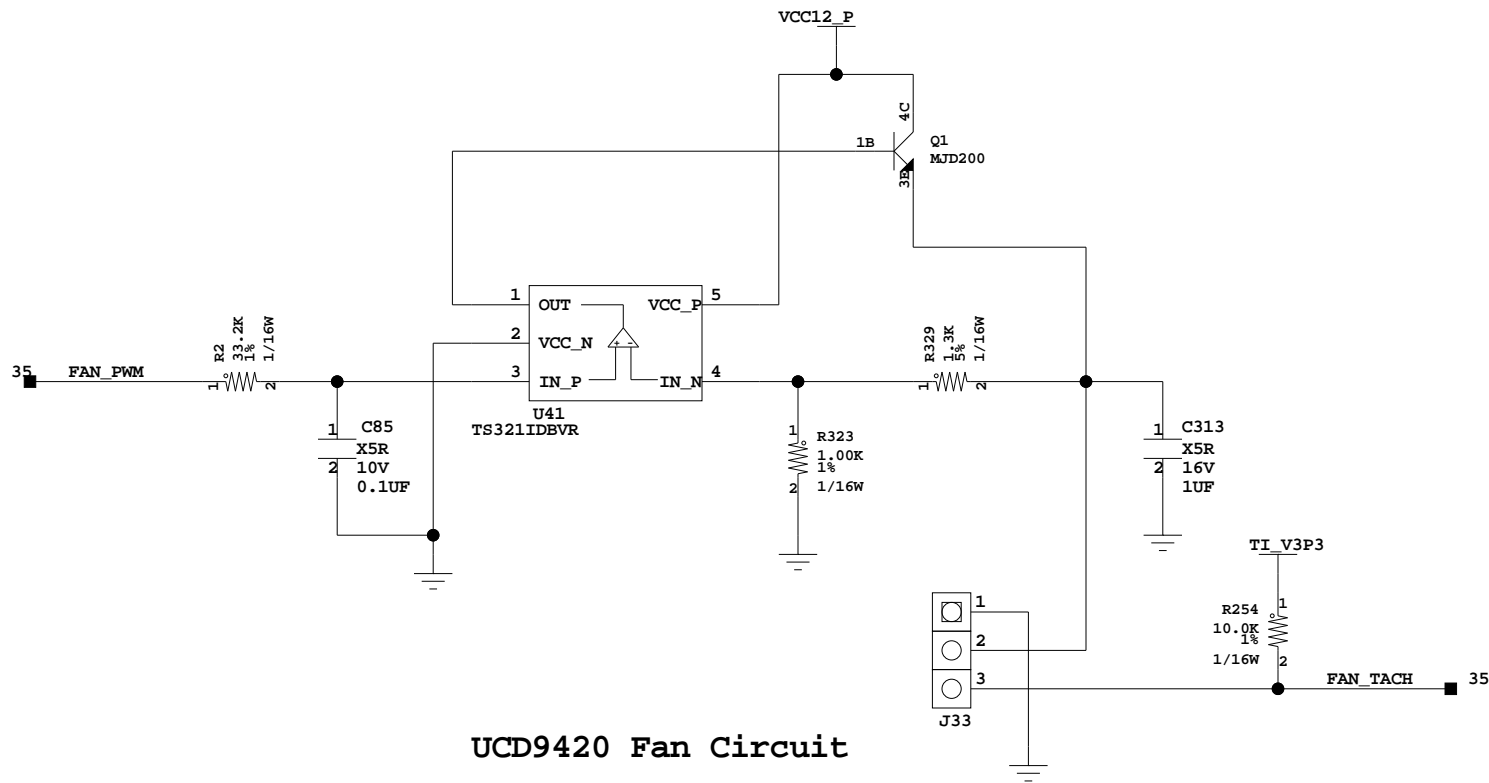 VCC12_P
4C
1B
Q1
MJD200
3E
1
OUT
VCC_P
5
2
VCC_N
3
IN_P
+ -
IN_N
4
U41
TS321IDBVR
35
FAN_PWM
R2
33.2K
1%
1/16W
1
2
C85
1
X5R
10V
2
0.1UF
R329
1.3K
5%
1/16W
1
2
1
R323
1.00K
1%
2
1/16W
C313
1
X5R
16V
2
1UF
TI_V3P3
R254
1
10.0K
1%
1/16W
2
1
2
3
J33
FAN_TACH
35
UCD9420 Fan Circuit